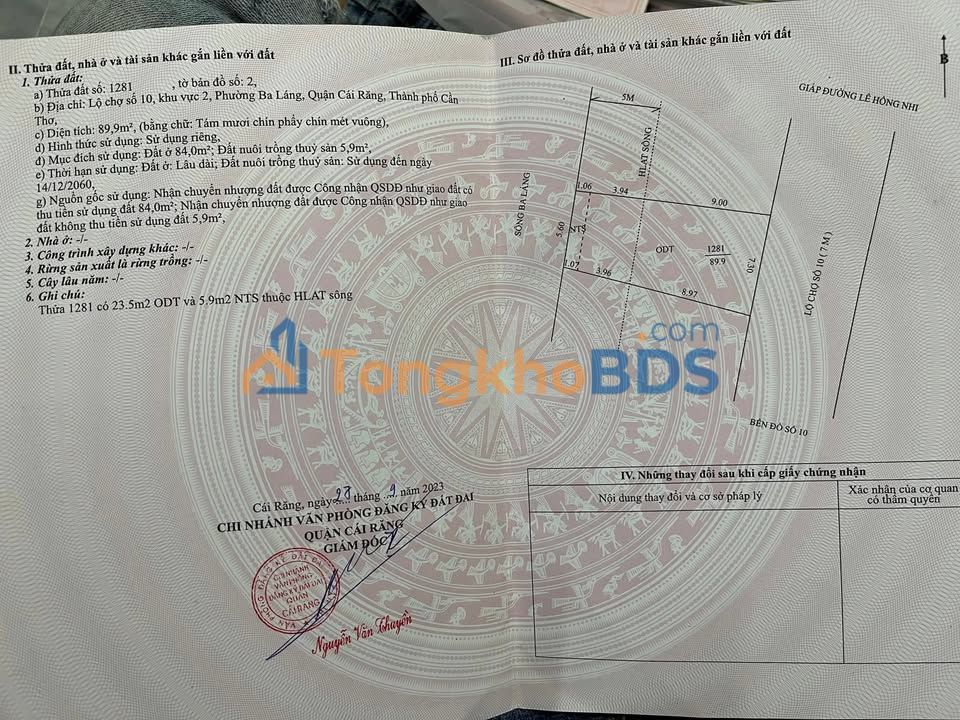 II. Thửa đất, nhà ở và tài sản khác gắn liền với đất
1. Thửa đất:
a) Thửa đất số: 1281 , tờ bản đồ số: 2,
b) Địa chỉ: Lộ chợ số 10, khu vực 2, Phường Ba Láng, Quận Cái Răng, Thành phố Cần
Thơ,
c) Diện tích: 89,9m², (bằng chữ: Tám mươi chín phẩy chín mét vuông),
d) Hình thức sử dụng: Sử dụng riêng,
đ) Mục đích sử dụng: Đất ở 84,0m²; Đất nuôi trồng thuỷ sản 5,9m²,
e) Thời hạn sử dụng: Đất ở: Lâu dài; Đất nuôi trồng thuỷ sản: Sử dụng đến ngày
14/12/2060,
g) Nguồn gốc sử dụng: Nhận chuyển nhượng đất được Công nhận QSDĐ như giao đất có
thu tiền sử dụng đất 84,0m²; Nhận chuyển nhượng đất được Công nhận QSDĐ như giao
đất không thu tiền sử dụng đất 5,9m²,
2. Nhà ở: -/-
3. Công trình xây dựng khác: -/-
4. Rừng sản xuất là rừng trồng: -/-
5. Cây lâu năm: -/-
6. Ghi chú:
Thửa 1281 có 23.5m2 ODT và 5.9m2 NTS thuộc HLAT sông
Cái Răng, ngày 28 tháng 9 năm 2023
CHI NHÁNH VĂN PHÒNG ĐĂNG KÝ ĐẤT ĐAI
QUẬN CÁI RĂNG
GIÁM ĐỐC
CHI NHÁNH
VĂN PHÒNG
ĐĂNG KÝ ĐẤT ĐAI
QUẬN
CÁI RĂNG
Nguyễn Văn Thuyền
III. Sơ đồ thửa đất, nhà ở và tài sản khác gắn liền với đất
B
GIÁP ĐƯỜNG LÊ HỒNG NHI
5M
HLAT SÔNG
SÔNG BA LÁNG
1.06
3.94
9.00
5.60
NTS
ODT
1281
89.9
7.30
1.07
3.96
8.97
LỘ CHỢ SỐ 10 ( 7 M )
BẾN ĐÒ SỐ 10
TongkhoBDS
.com
IV. Những thay đổi sau khi cấp giấy chứng nhận
Nội dung thay đổi và cơ sở pháp lý
Xác nhận của cơ quan
có thẩm quyền